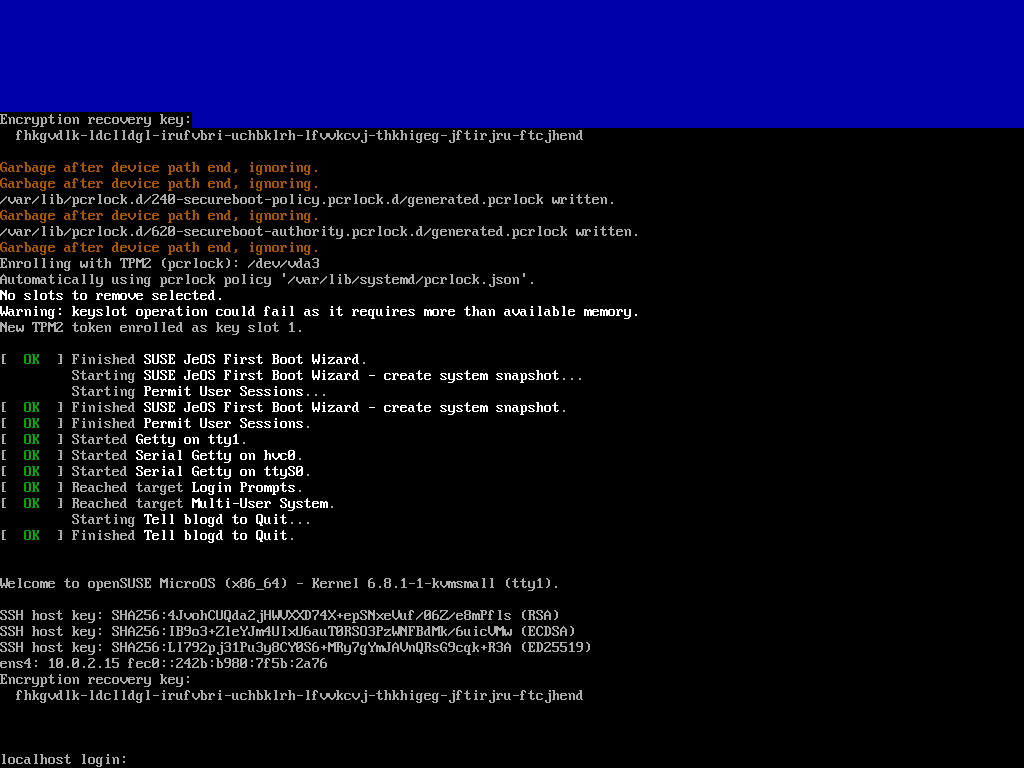 Encryption recovery key:
  fhkgvdlk-ldclldgl-irufvbri-uchbklrh-lfvvkcvj-thkhigeg-jftirjru-ftcjhend
Garbage after device path end, ignoring.
Garbage after device path end, ignoring.
/var/lib/pcrlock.d/240-secureboot-policy.pcrlock.d/generated.pcrlock written.
Garbage after device path end, ignoring.
/var/lib/pcrlock.d/620-secureboot-authority.pcrlock.d/generated.pcrlock written.
Garbage after device path end, ignoring.
Enrolling with TPM2 (pcrlock): /dev/vda3
Automatically using pcrlock policy '/var/lib/systemd/pcrlock.json'.
No slots to remove selected.
Warning: keyslot operation could fail as it requires more than available memory.
New TPM2 token enrolled as key slot 1.
[  OK  ] Finished SUSE JeOS First Boot Wizard.
         Starting SUSE JeOS First Boot Wizard - create system snapshot...
         Starting Permit User Sessions...
[  OK  ] Finished SUSE JeOS First Boot Wizard - create system snapshot.
[  OK  ] Finished Permit User Sessions.
[  OK  ] Started Getty on tty1.
[  OK  ] Started Serial Getty on hvc0.
[  OK  ] Started Serial Getty on ttyS0.
[  OK  ] Reached target Login Prompts.
[  OK  ] Reached target Multi-User System.
         Starting Tell blogd to Quit...
[  OK  ] Finished Tell blogd to Quit.
Welcome to openSUSE MicroOS (x86_64) - Kernel 6.8.1-1-kvmsmall (tty1).
SSH host key: SHA256:4JvohCUQda2jHWVXXD74X+epSNxeVuf/06Z/e8mPfls (RSA)
SSH host key: SHA256:IB9o3+ZleYJm4UIxU6auT0RSO3PzWNFBdMk/6uicVMw (ECDSA)
SSH host key: SHA256:Ll792pj31Pu3y8CY0S6+MRy7gYmJAVnQRsG9cqk+R3A (ED25519)
ens4: 10.0.2.15 fec0::242b:b980:7f5b:2a76
Encryption recovery key:
  fhkgvdlk-ldclldgl-irufvbri-uchbklrh-lfvvkcvj-thkhigeg-jftirjru-ftcjhend
localhost login: